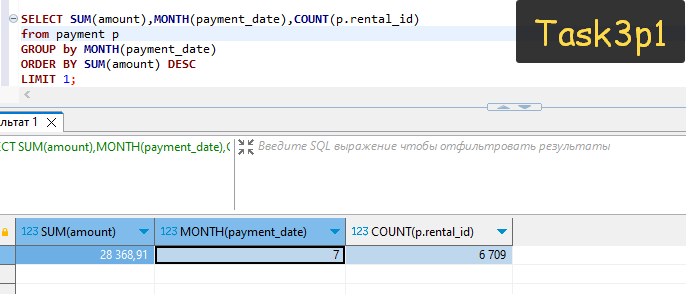 SELECT SUM(amount),MONTH(payment_date),COUNT(p.rental_id)
from payment p
GROUP by MONTH(payment_date)
ORDER BY SUM(amount) DESC
LIMIT 1;
Task3p1
льтат 1
ECT SUM(amount),MONTH(payment_date),C
Введите SQL выражение чтобы отфильтровать результаты
123 SUM(amount) 123 MONTH(payment_date) 123 COUNT(p.rental_id)
28 368,91 7 6 709